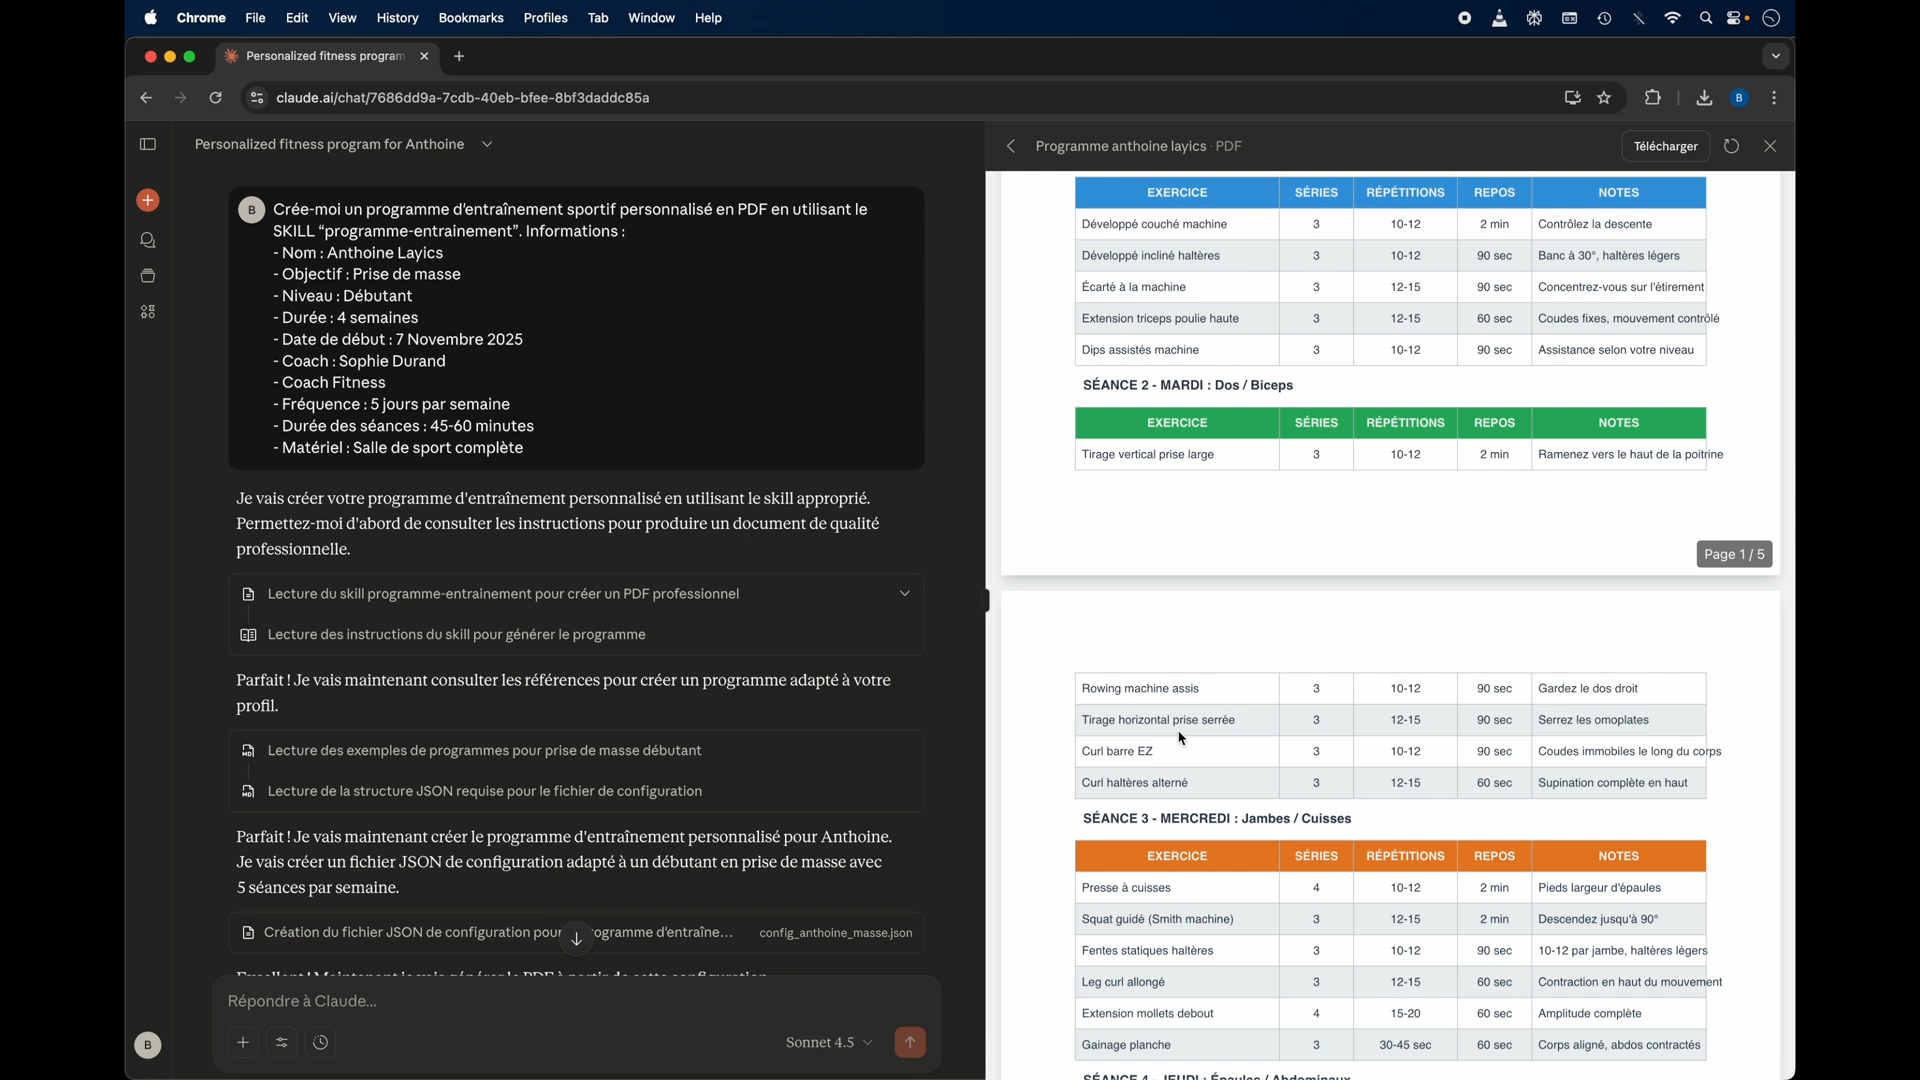 Chrome File Edit View History Bookmarks Profiles Tab Window Help
Personalized fitness program
claude.ai/chat/7686dd9a-7cdb-40eb-bfee-8bf3daddc85a
B
Personalized fitness program for Anthoine
B
Crée-moi un programme d'entraînement sportif personnalisé en PDF en utilisant le
SKILL “programme-entrainement”. Informations :
- Nom : Anthoine Layics
- Objectif : Prise de masse
- Niveau : Débutant
- Durée : 4 semaines
- Date de début : 7 Novembre 2025
- Coach : Sophie Durand
- Coach Fitness
- Fréquence : 5 jours par semaine
- Durée des séances : 45-60 minutes
- Matériel : Salle de sport complète
Je vais créer votre programme d'entraînement personnalisé en utilisant le skill approprié.
Permettez-moi d'abord de consulter les instructions pour produire un document de qualité
professionnelle.
Lecture du skill programme-entrainement pour créer un PDF professionnel
Lecture des instructions du skill pour générer le programme
Parfait ! Je vais maintenant consulter les références pour créer un programme adapté à votre
profil.
Lecture des exemples de programmes pour prise de masse débutant
Lecture de la structure JSON requise pour le fichier de configuration
Parfait ! Je vais maintenant créer le programme d'entraînement personnalisé pour Anthoine.
Je vais créer un fichier JSON de configuration adapté à un débutant en prise de masse avec
5 séances par semaine.
Création du fichier JSON de configuration pour ogramme d'entraîne... config_anthoine_masse.json
Répondre à Claude...
Sonnet 4.5
B
Programme anthoine layics · PDF
Télécharger
EXERCICE SÉRIES RÉPÉTITIONS REPOS NOTES
Développé couché machine 3 10-12 2 min Contrôlez la descente
Développé incliné haltères 3 10-12 90 sec Banc à 30°, haltères légers
Écarté à la machine 3 12-15 90 sec Concentrez-vous sur l'étirement
Extension triceps poulie haute 3 12-15 60 sec Coudes fixes, mouvement contrôlé
Dips assistés machine 3 10-12 90 sec Assistance selon votre niveau
SÉANCE 2 - MARDI : Dos / Biceps
EXERCICE SÉRIES RÉPÉTITIONS REPOS NOTES
Tirage vertical prise large 3 10-12 2 min Ramenez vers le haut de la poitrine
Page 1 / 5
Rowing machine assis 3 10-12 90 sec Gardez le dos droit
Tirage horizontal prise serrée 3 12-15 90 sec Serrez les omoplates
Curl barre EZ 3 10-12 90 sec Coudes immobiles le long du corps
Curl haltères alterné 3 12-15 60 sec Supination complète en haut
SÉANCE 3 - MERCREDI : Jambes / Cuisses
EXERCICE SÉRIES RÉPÉTITIONS REPOS NOTES
Presse à cuisses 4 10-12 2 min Pieds largeur d'épaules
Squat guidé (Smith machine) 3 12-15 2 min Descendez jusqu'à 90°
Fentes statiques haltères 3 10-12 90 sec 10-12 par jambe, haltères légers
Leg curl allongé 3 12-15 60 sec Contraction en haut du mouvement
Extension mollets debout 4 15-20 60 sec Amplitude complète
Gainage planche 3 30-45 sec 60 sec Corps aligné, abdos contractés
SÉANCE 4 - JEUDI : Épaules / Abdominaux